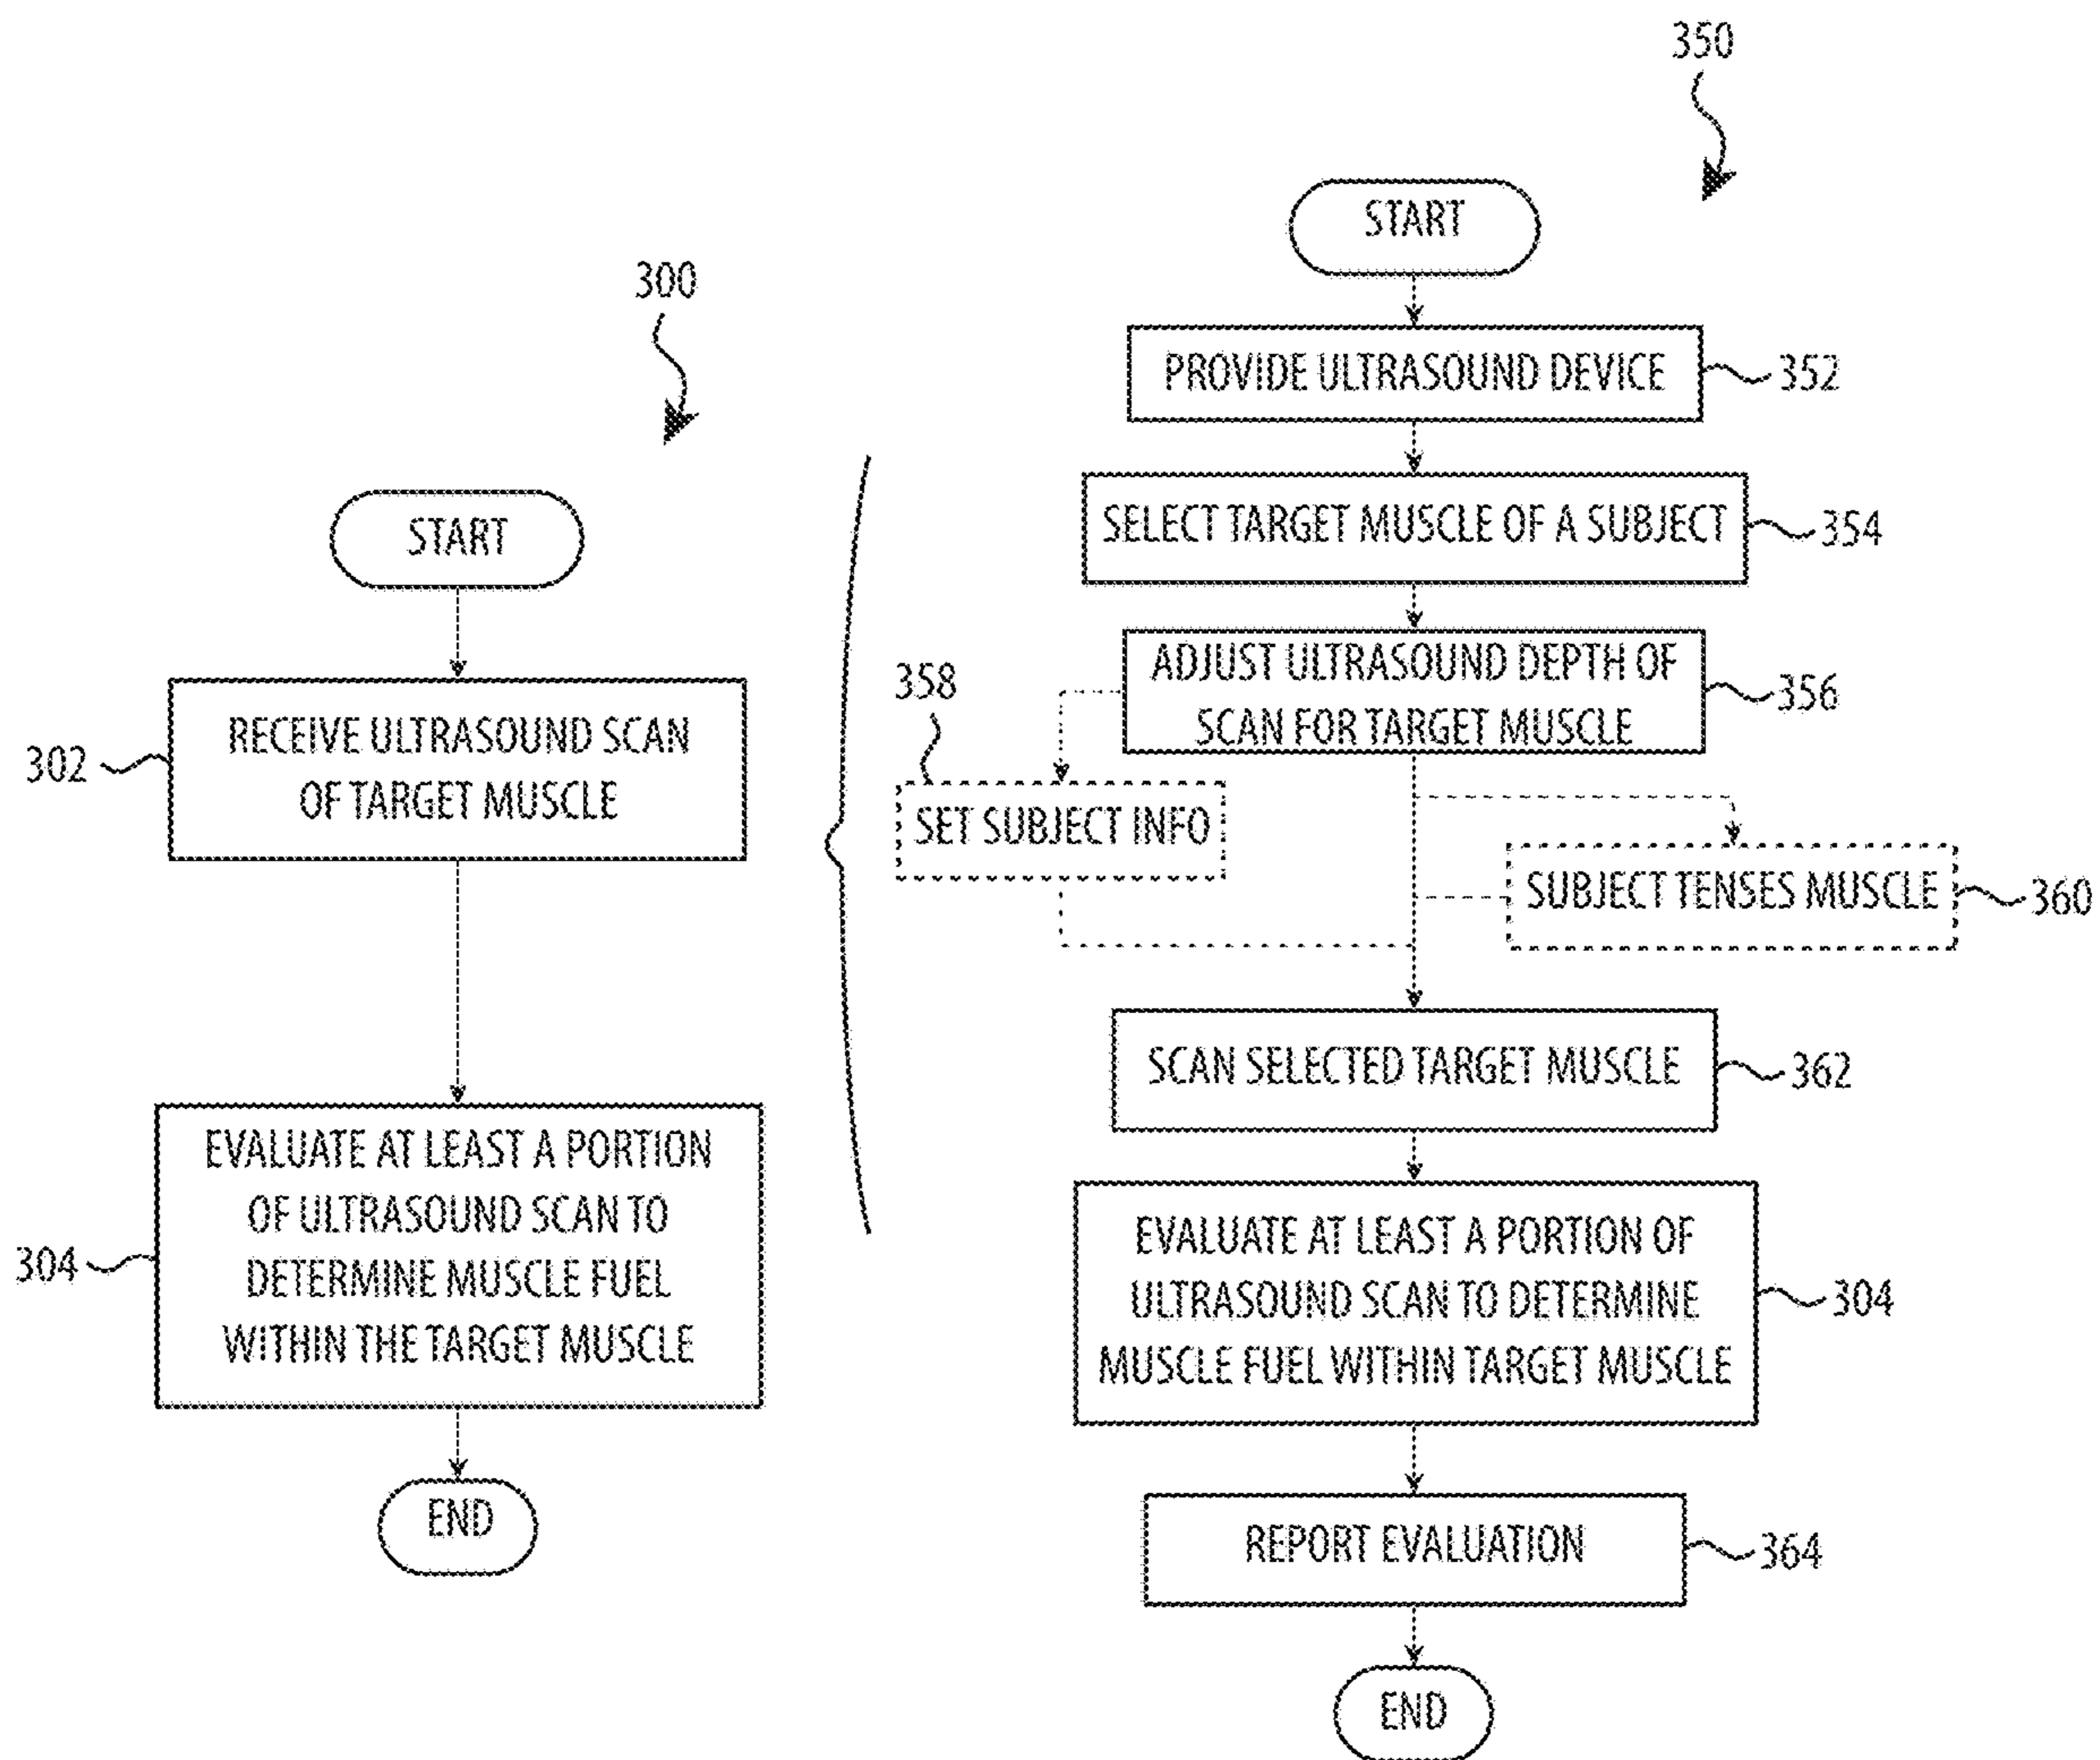 300
START
302
RECEIVE ULTRASOUND SCAN
OF TARGET MUSCLE
304
EVALUATE AT LEAST A PORTION
OF ULTRASOUND SCAN TO
DETERMINE MUSCLE FUEL
WITHIN THE TARGET MUSCLE
END
350
START
PROVIDE ULTRASOUND DEVICE
352
SELECT TARGET MUSCLE OF A SUBJECT
354
ADJUST ULTRASOUND DEPTH OF
SCAN FOR TARGET MUSCLE
356
358
SET SUBJECT INFO
SUBJECT TENSES MUSCLE
360
SCAN SELECTED TARGET MUSCLE
362
EVALUATE AT LEAST A PORTION OF
ULTRASOUND SCAN TO DETERMINE
MUSCLE FUEL WITHIN TARGET MUSCLE
304
REPORT EVALUATION
364
END